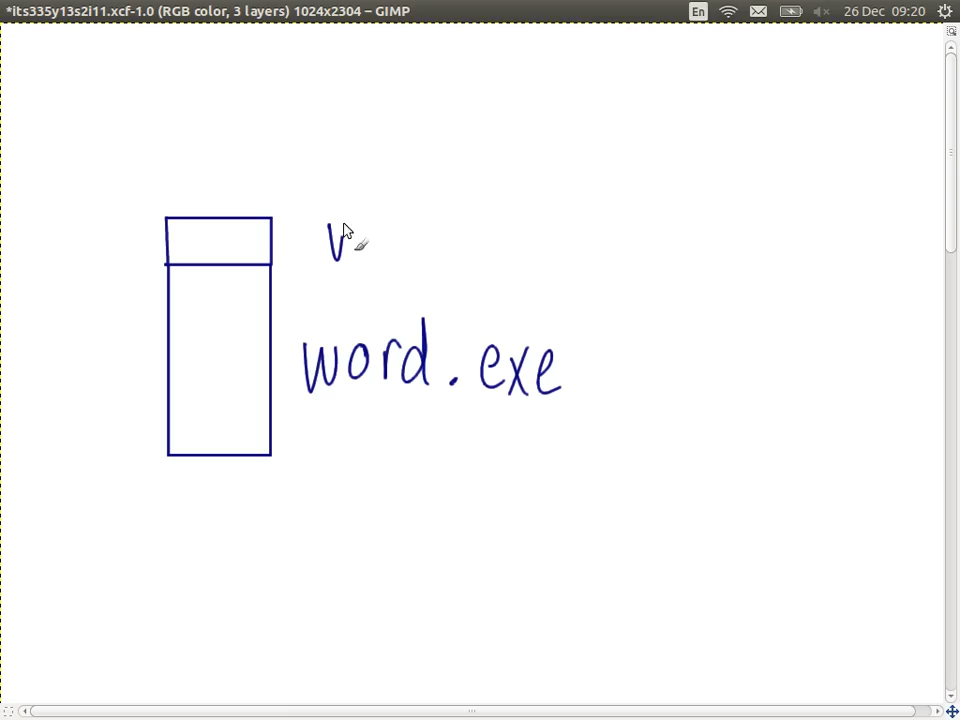 *its335y13s2i11.xcf-1.0 (RGB color, 3 layers) 1024x2304 – GIMP
En
26 Dec 09:20
v
word.exe